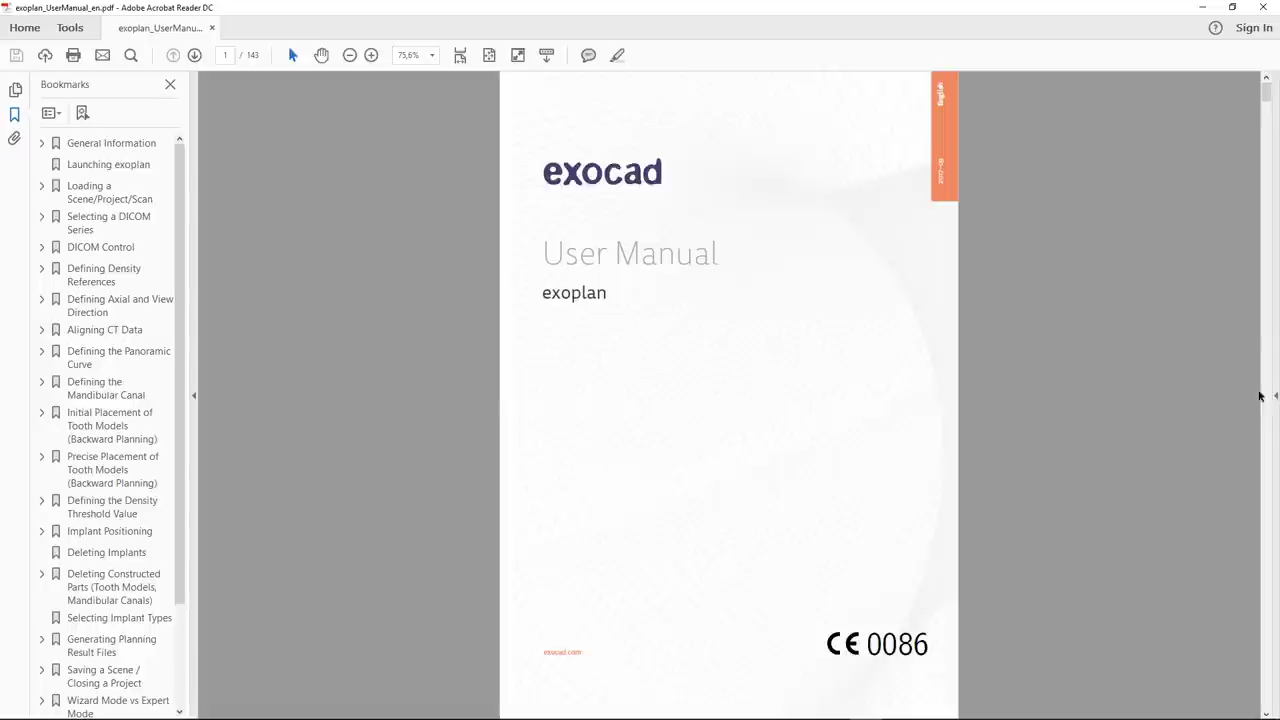 exoplan_UserManual_en.pdf - Adobe Acrobat Reader DC
Home
Tools
exoplan_UserManu...
Sign In
1 / 143
75,6%
Bookmarks
General Information
Launching exoplan
Loading a
Scene/Project/Scan
Selecting a DICOM
Series
DICOM Control
Defining Density
References
Defining Axial and View
Direction
Aligning CT Data
Defining the Panoramic
Curve
Defining the
Mandibular Canal
Initial Placement of
Tooth Models
(Backward Planning)
Precise Placement of
Tooth Models
(Backward Planning)
Defining the Density
Threshold Value
Implant Positioning
Deleting Implants
Deleting Constructed
Parts (Tooth Models,
Mandibular Canals)
Selecting Implant Types
Generating Planning
Result Files
Saving a Scene /
Closing a Project
Wizard Mode vs Expert
Mode
English
exocad
User Manual
exoplan
exocad.com
CE 0086